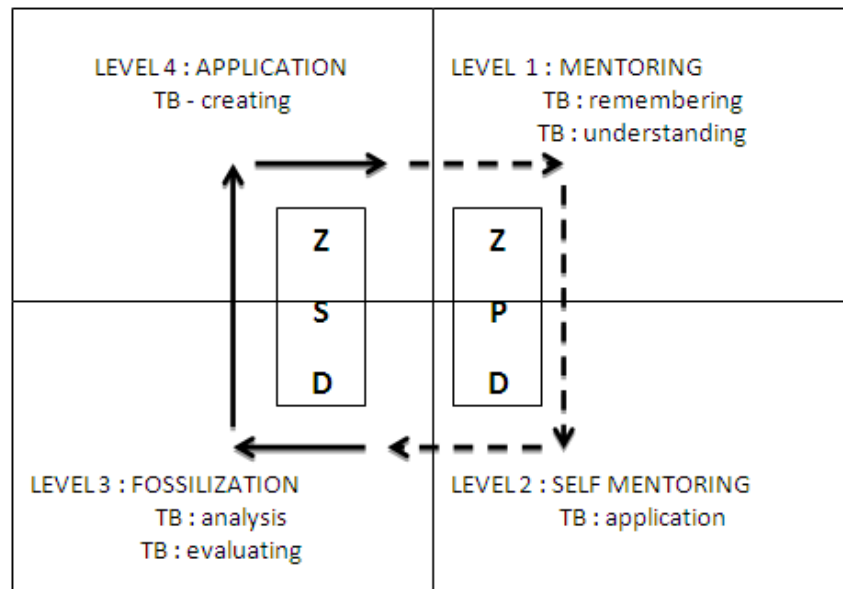 LEVEL 4 : APPLICATION
TB - creating
LEVEL 1 : MENTORING
TB : remembering
TB : understanding
Z
S
D
Z
P
D
LEVEL 3 : FOSSILIZATION
TB : analysis
TB : evaluating
LEVEL 2 : SELF MENTORING
TB : application